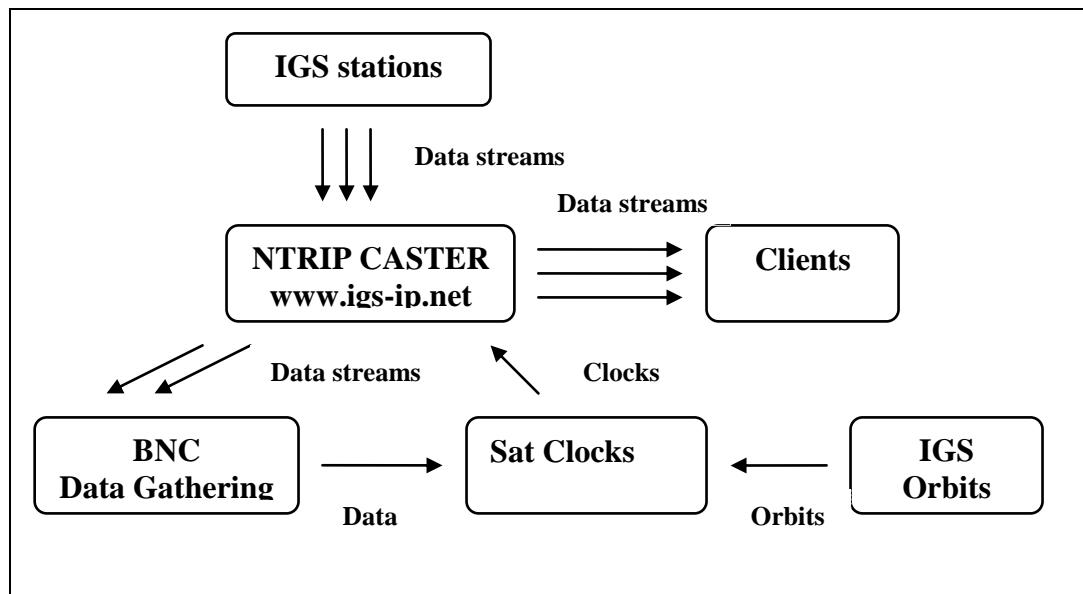 IGS stations
Data streams
Data streams
NTRIP CASTER
www.igs-ip.net
Clients
Data streams
Clocks
BNC
Data Gathering
Sat Clocks
IGS
Orbits
Data
Orbits